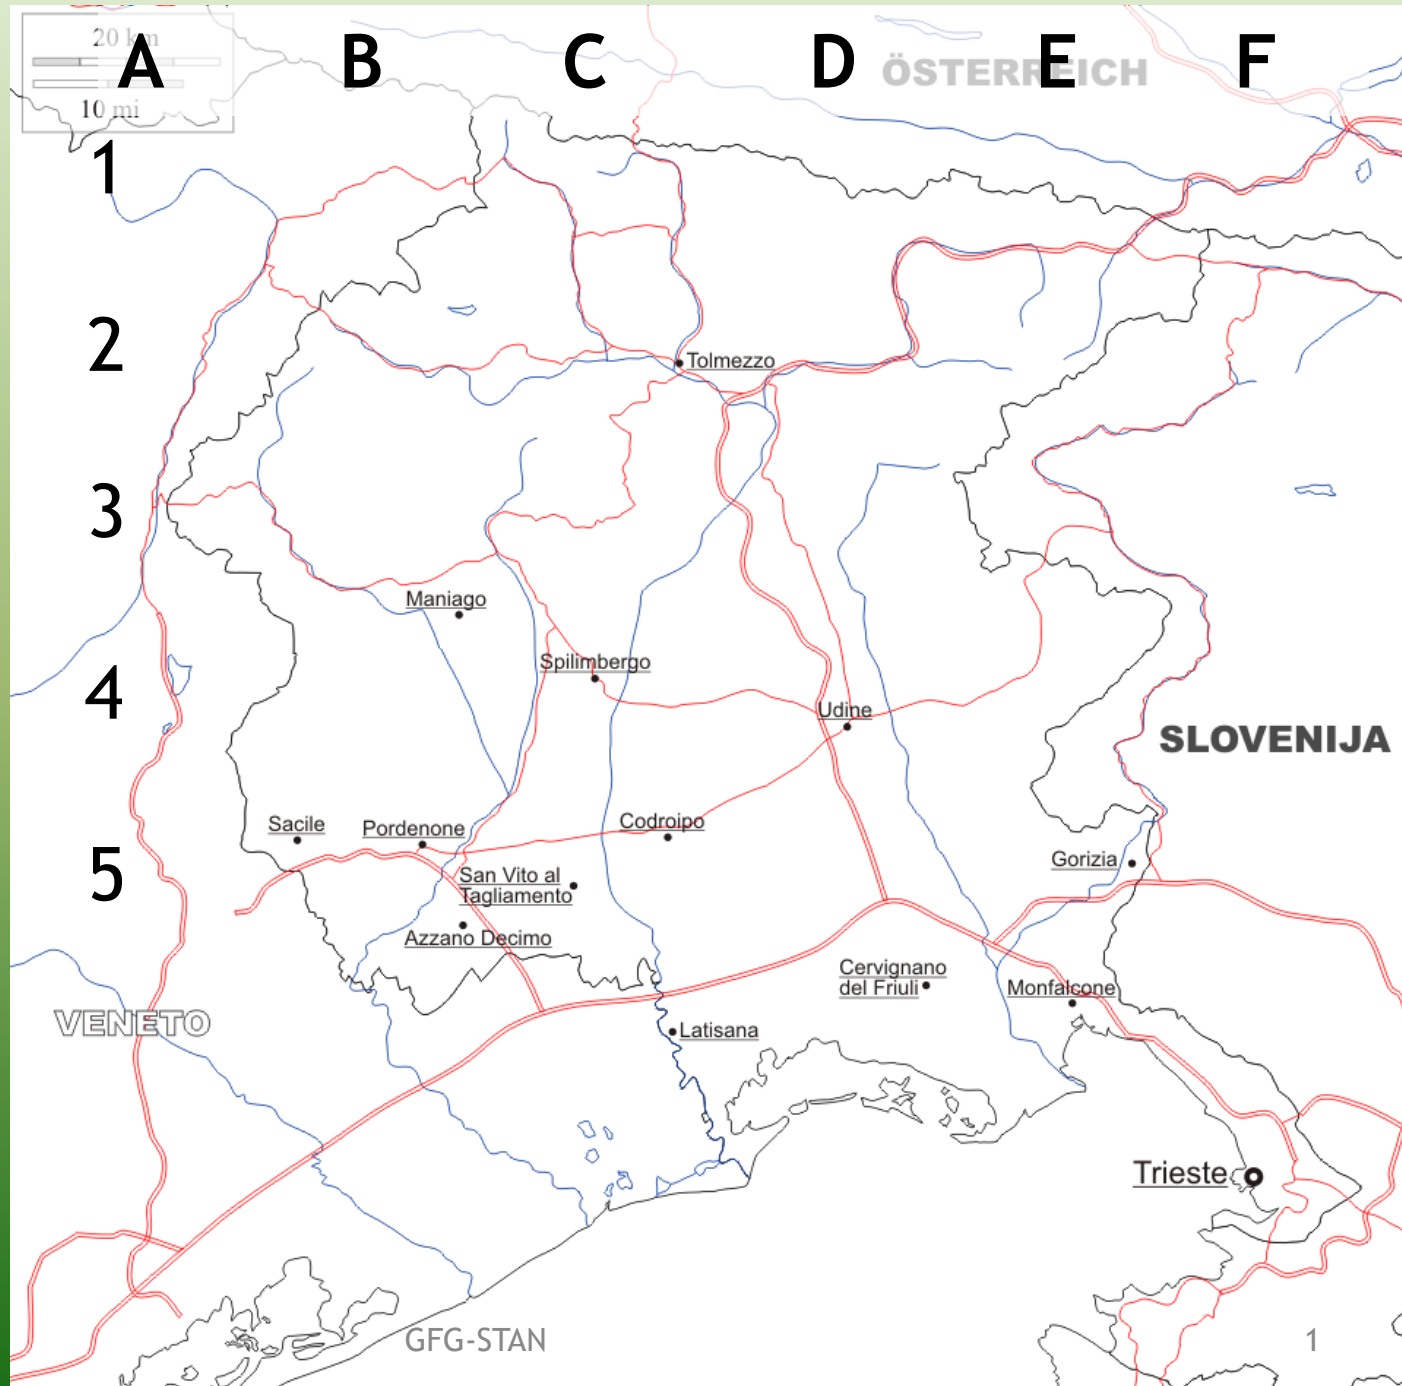 20 km
10 mi
A B C D E F
ÖSTERREICH
1
2
Tolmezzo
3
Maniago
Spilimbergo
4
Udine
SLOVENIJA
Sacile
Pordenone
Codroipo
5
Gorizia
San Vito al
Tagliamento
Azzano Decimo
Cervignano
del Friuli
Monfalcone
VENETO
Latisana
Trieste
GFG-STAN
1